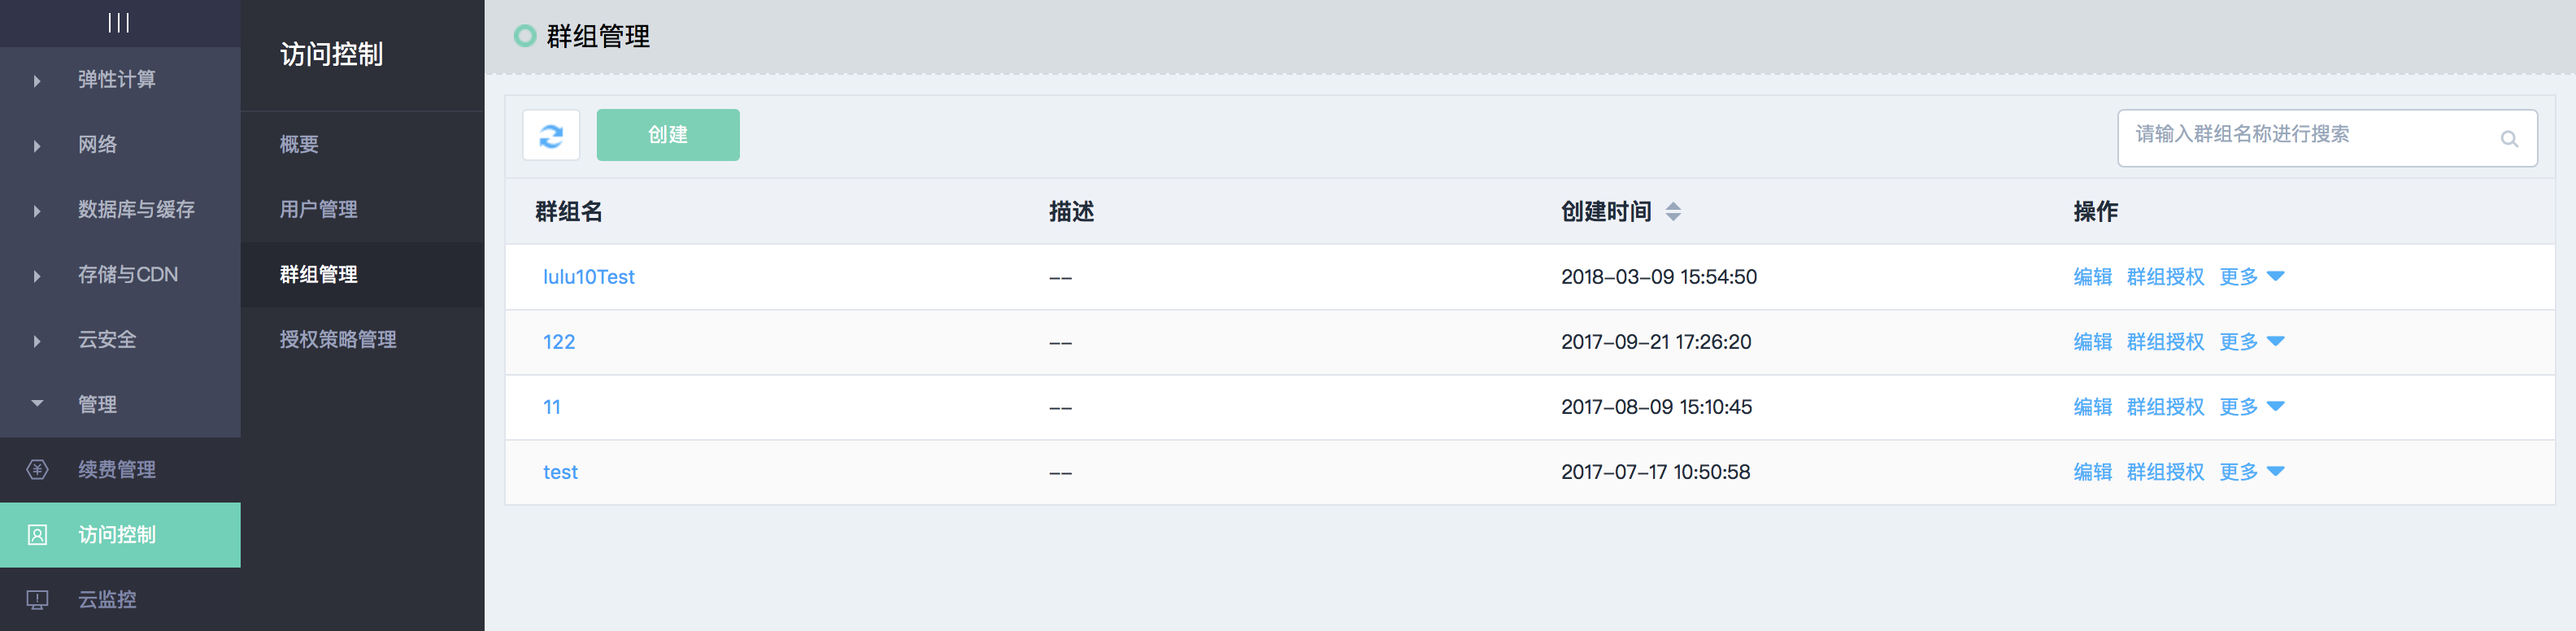 弹性计算
网络
数据库与缓存
存储与CDN
云安全
管理
续费管理
访问控制
云监控
访问控制
概要
用户管理
群组管理
授权策略管理
群组管理
创建
请输入群组名称进行搜索
群组名 描述 创建时间 操作
lulu10Test -- 2018-03-09 15:54:50 编辑 群组授权 更多
122 -- 2017-09-21 17:26:20 编辑 群组授权 更多
11 -- 2017-08-09 15:10:45 编辑 群组授权 更多
test -- 2017-07-17 10:50:58 编辑 群组授权 更多